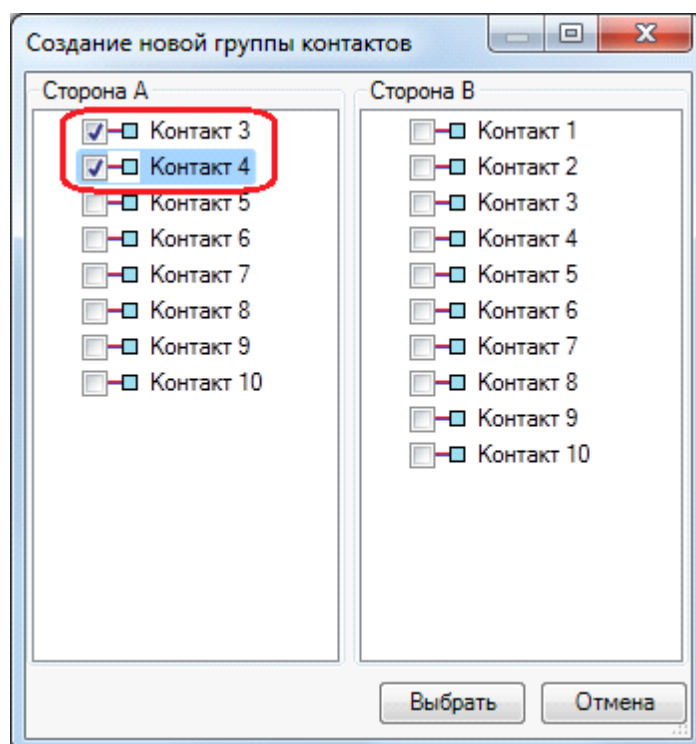 Создание новой группы контактов
Сторона А
Контакт 3
Контакт 4
Контакт 5
Контакт 6
Контакт 7
Контакт 8
Контакт 9
Контакт 10
Сторона В
Контакт 1
Контакт 2
Контакт 3
Контакт 4
Контакт 5
Контакт 6
Контакт 7
Контакт 8
Контакт 9
Контакт 10
Выбрать
Отмена